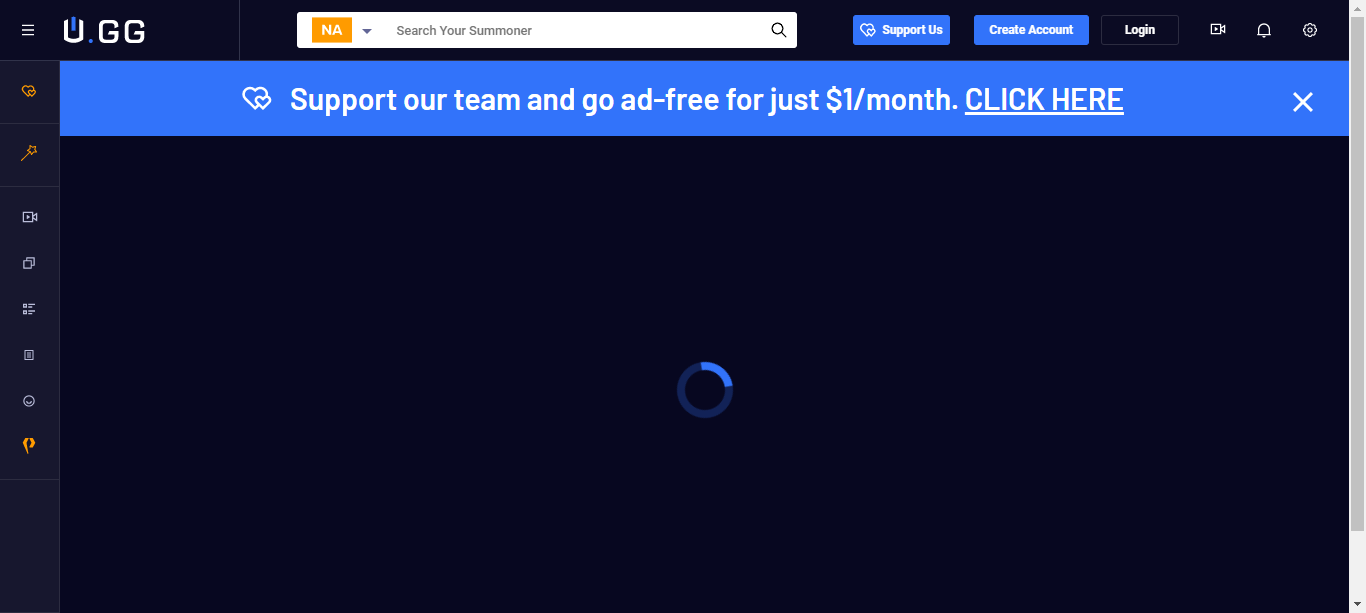 U.GG
NA
Search Your Summoner
Support Us
Create Account
Login
Support our team and go ad-free for just $1/month. CLICK HERE